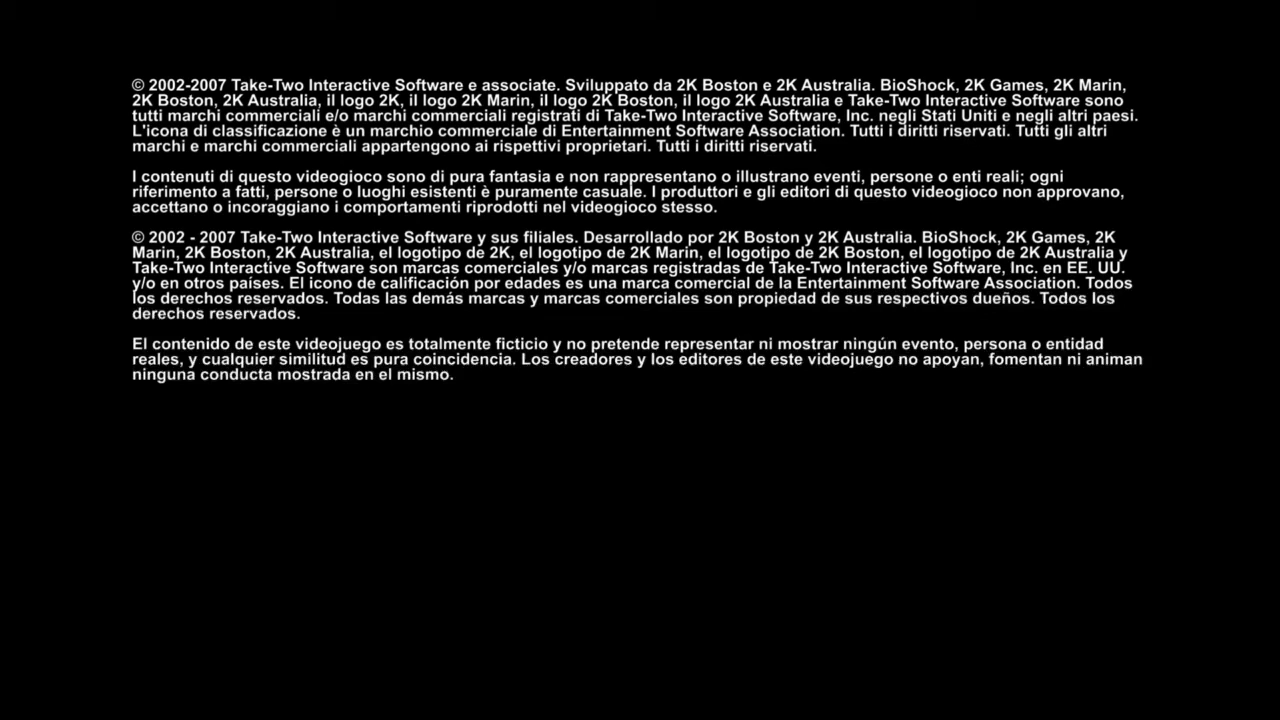 © 2002-2007 Take-Two Interactive Software e associate. Sviluppato da 2K Boston e 2K Australia. BioShock, 2K Games, 2K Marin,
2K Boston, 2K Australia, il logo 2K, il logo 2K Marin, il logo 2K Boston, il logo 2K Australia e Take-Two Interactive Software sono
tutti marchi commerciali e/o marchi commerciali registrati di Take-Two Interactive Software, Inc. negli Stati Uniti e negli altri paesi.
L'icona di classificazione è un marchio commerciale di Entertainment Software Association. Tutti i diritti riservati. Tutti gli altri
marchi e marchi commerciali appartengono ai rispettivi proprietari. Tutti i diritti riservati.
I contenuti di questo videogioco sono di pura fantasia e non rappresentano o illustrano eventi, persone o enti reali; ogni
riferimento a fatti, persone o luoghi esistenti è puramente casuale. I produttori e gli editori di questo videogioco non approvano,
accettano o incoraggiano i comportamenti riprodotti nel videogioco stesso.
© 2002 - 2007 Take-Two Interactive Software y sus filiales. Desarrollado por 2K Boston y 2K Australia. BioShock, 2K Games, 2K
Marin, 2K Boston, 2K Australia, el logotipo de 2K, el logotipo de 2K Marin, el logotipo de 2K Boston, el logotipo de 2K Australia y
Take-Two Interactive Software son marcas comerciales y/o marcas registradas de Take-Two Interactive Software, Inc. en EE. UU.
y/o en otros países. El icono de calificación por edades es una marca comercial de la Entertainment Software Association. Todos
los derechos reservados. Todas las demás marcas y marcas comerciales son propiedad de sus respectivos dueños. Todos los
derechos reservados.
El contenido de este videojuego es totalmente ficticio y no pretende representar ni mostrar ningún evento, persona o entidad
reales, y cualquier similitud es pura coincidencia. Los creadores y los editores de este videojuego no apoyan, fomentan ni animan
ninguna conducta mostrada en el mismo.